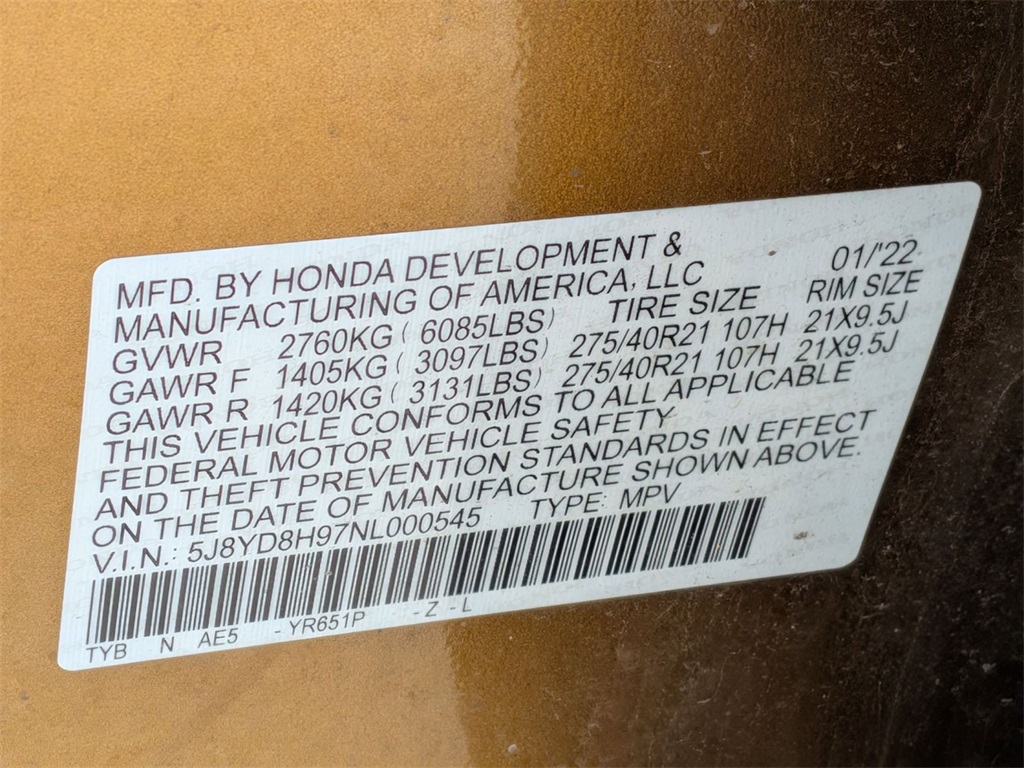 MFD. BY HONDA DEVELOPMENT &
MANUFACTURING OF AMERICA, LLC 01/'22
GVWR 2760KG ( 6085LBS) TIRE SIZE RIM SIZE
GAWR F 1405KG ( 3097LBS) 275/40R21 107H 21X9.5J
GAWR R 1420KG ( 3131LBS) 275/40R21 107H 21X9.5J
THIS VEHICLE CONFORMS TO ALL APPLICABLE
FEDERAL MOTOR VEHICLE SAFETY
AND THEFT PREVENTION STANDARDS IN EFFECT
ON THE DATE OF MANUFACTURE SHOWN ABOVE.
V.I.N.: 5J8YD8H97NL000545 TYPE: MPV
TYB N AE5 - YR651P - Z - L